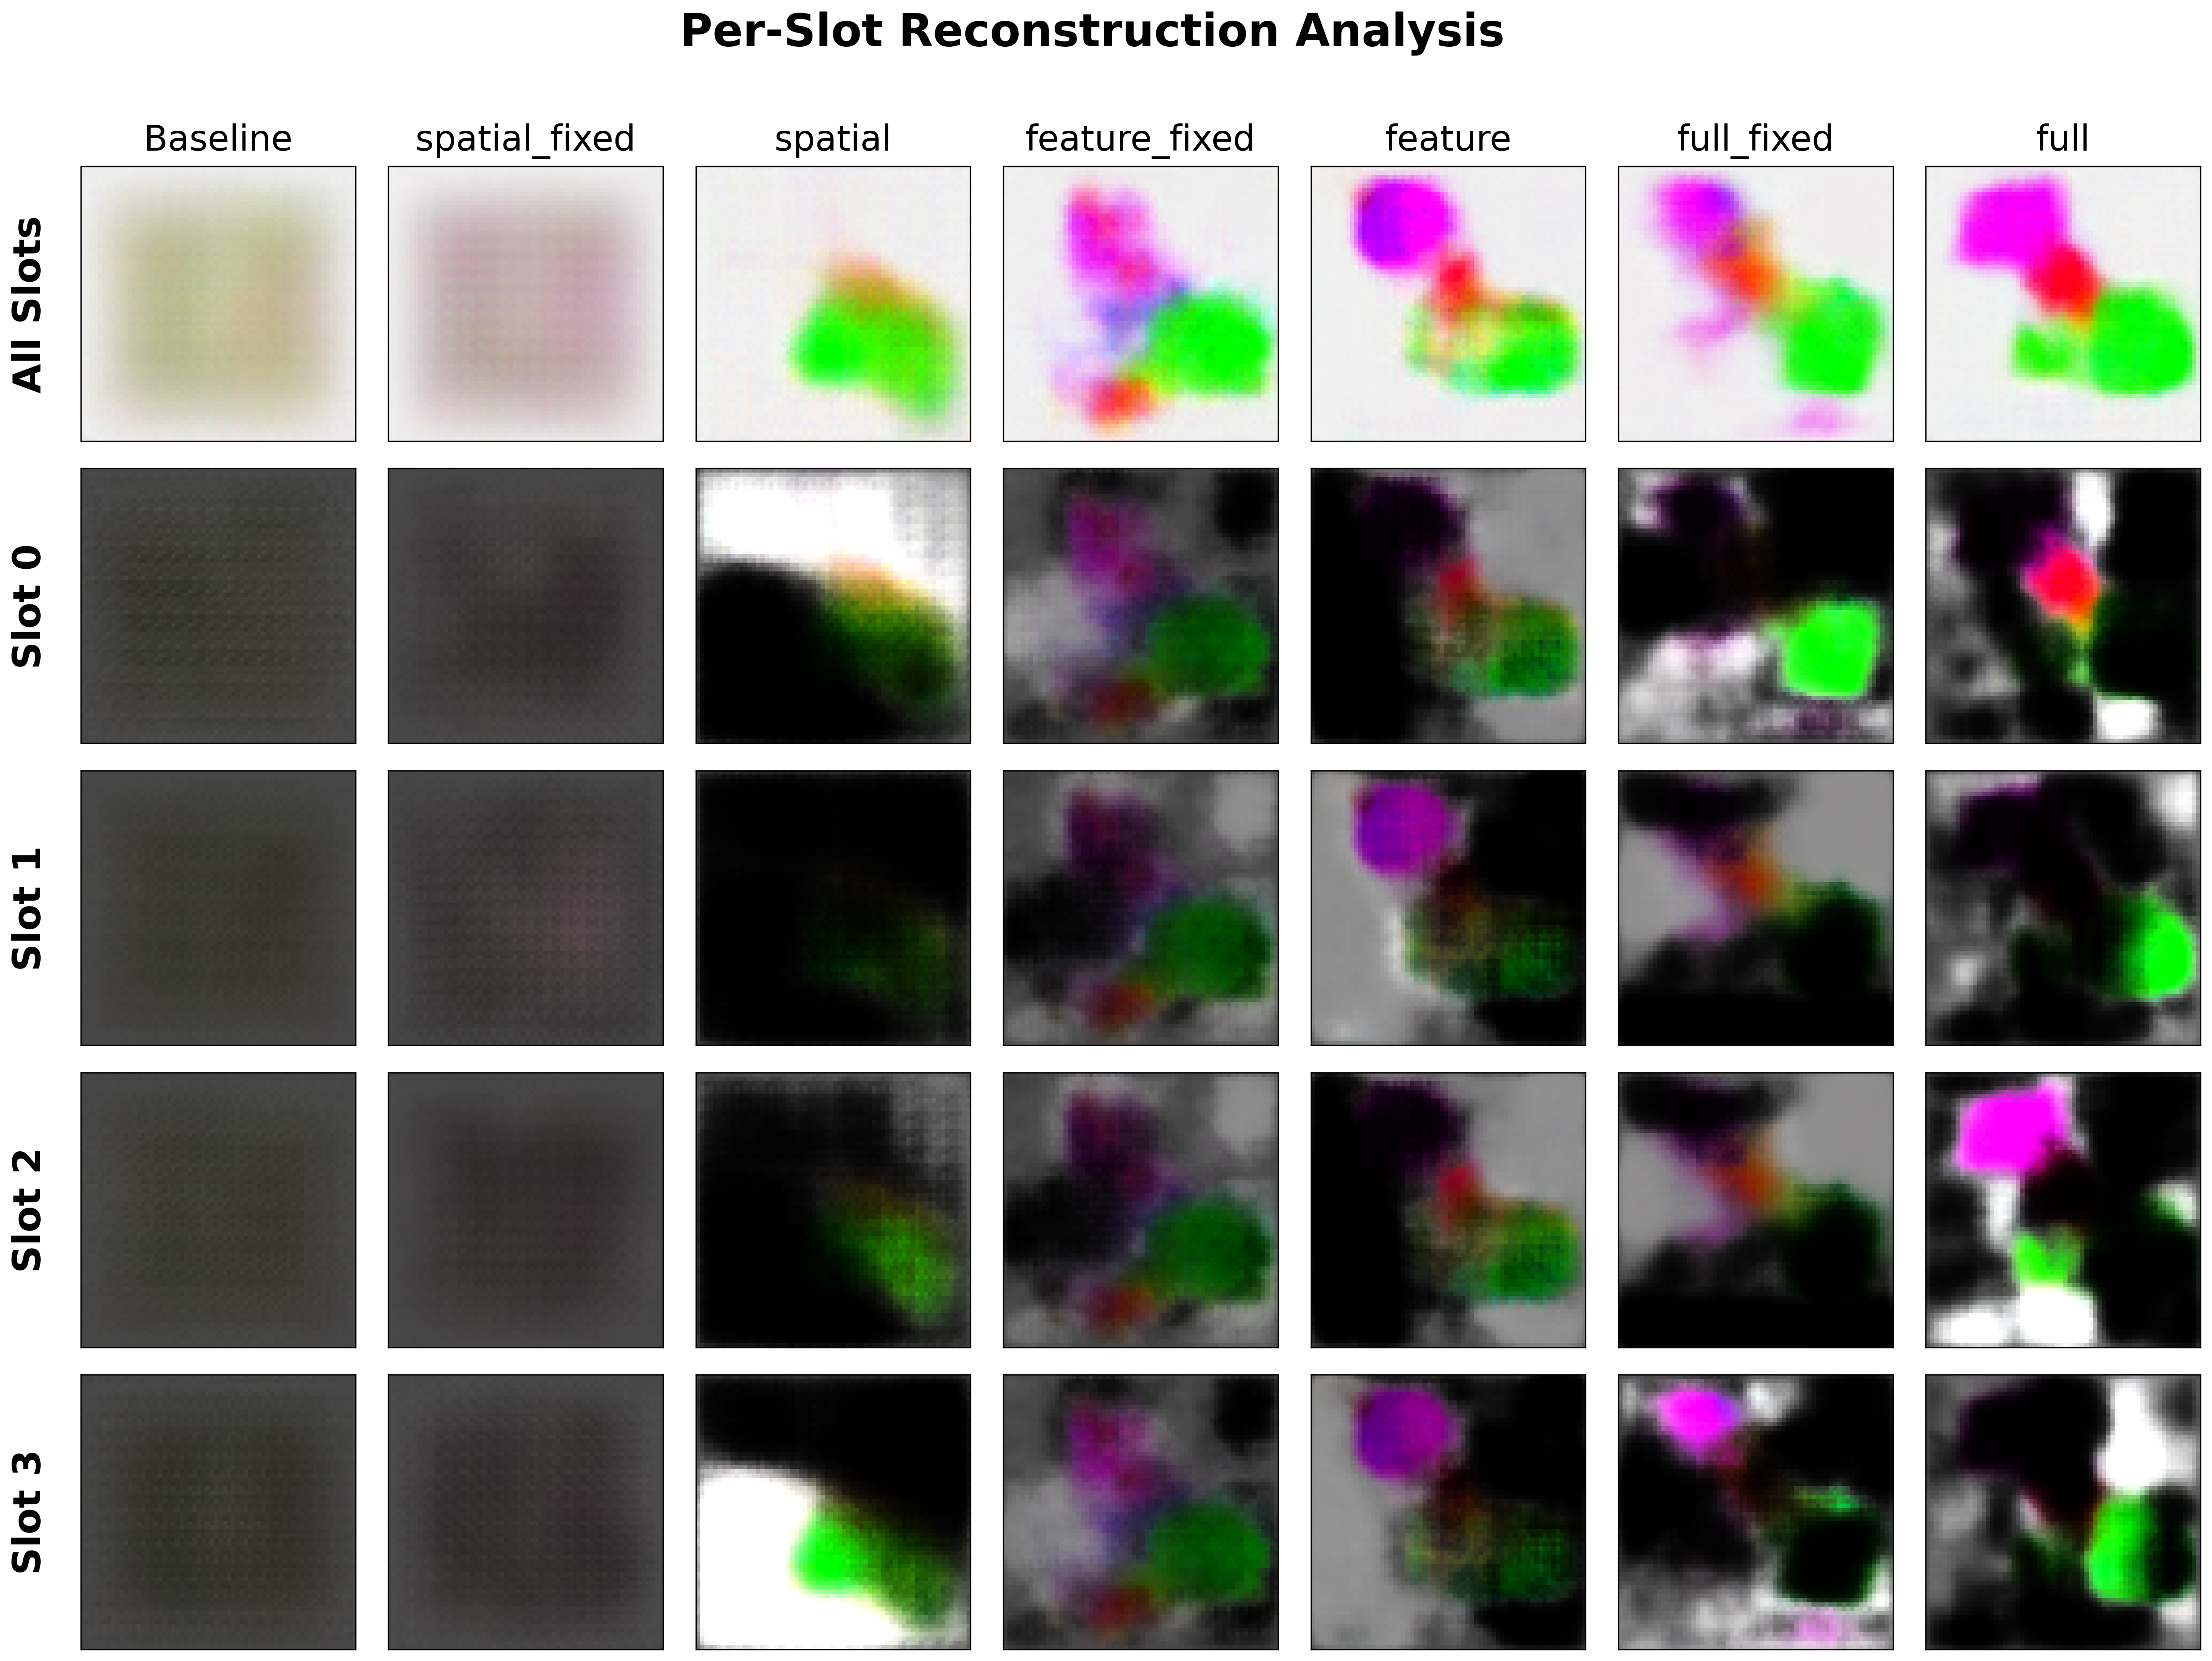 Per-Slot Reconstruction Analysis
Baseline spatial_fixed spatial feature_fixed feature full_fixed full
All Slots
Slot 0
Slot 1
Slot 2
Slot 3